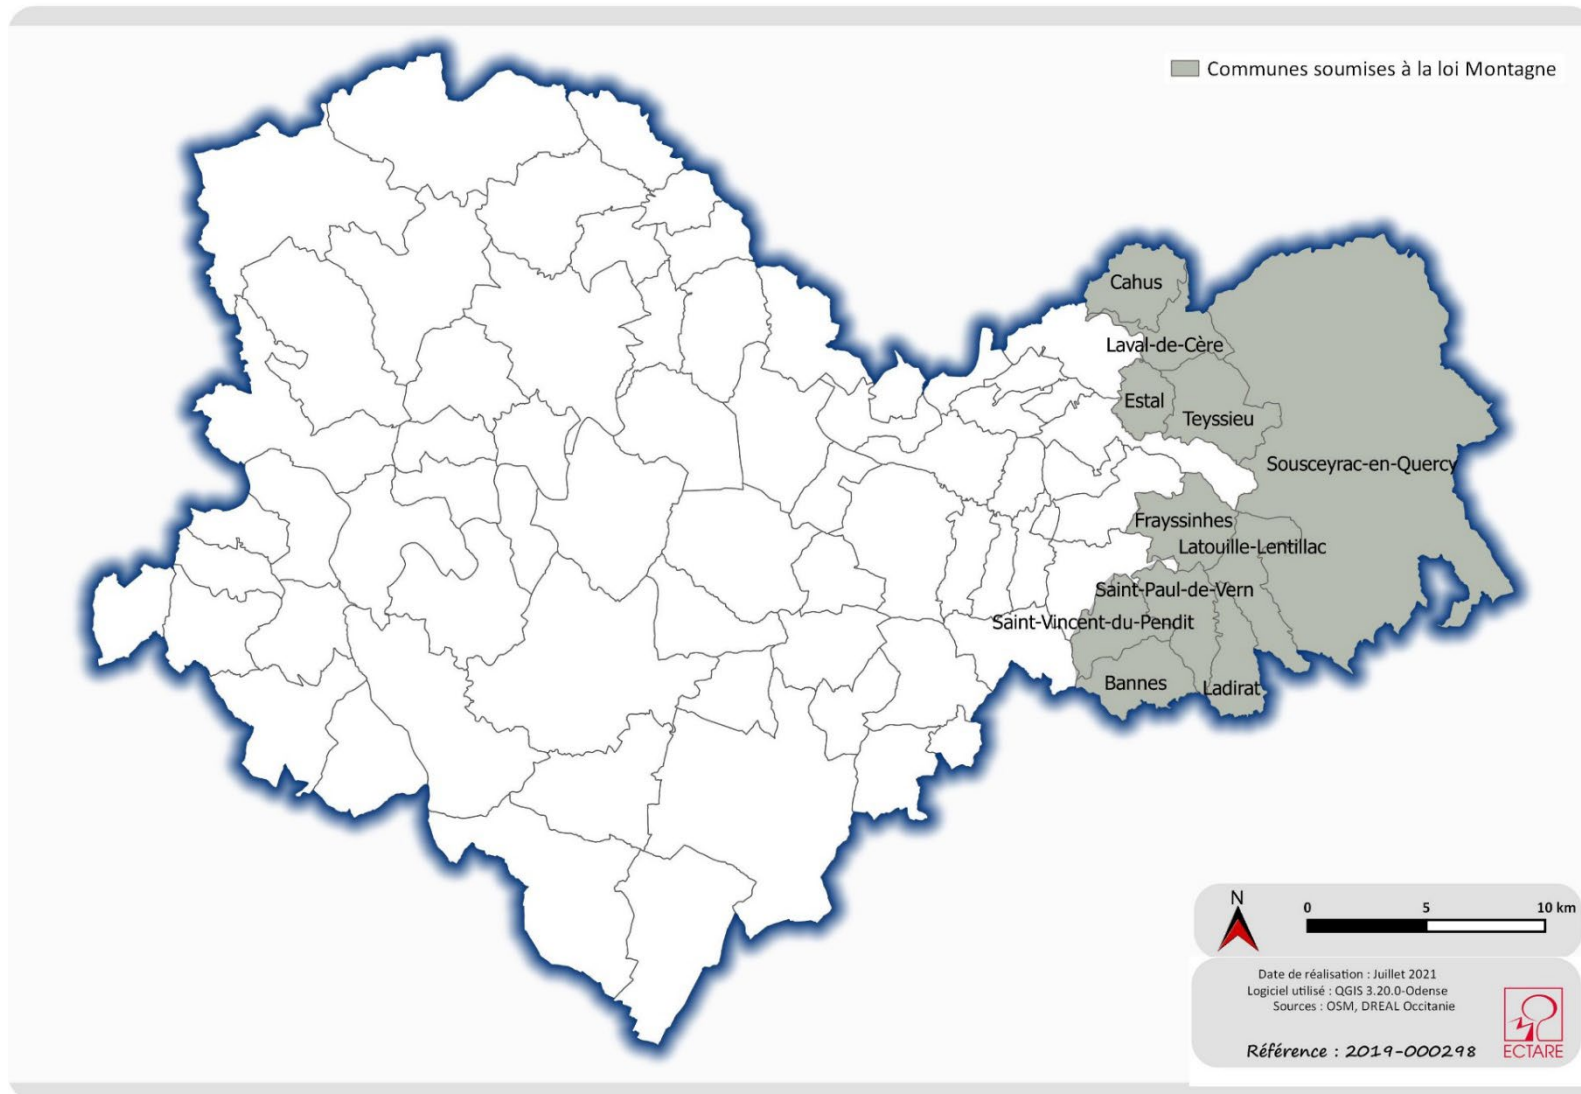 Communes soumises à la loi Montagne
Cahus
Laval-de-Cère
Estal
Teyssieu
Sousceyrac-en-Quercy
Frayssinhes
Latouille-Lentillac
Saint-Paul-de-Vern
Saint-Vincent-du-Pendit
Bannes
Ladirat
N
0 5 10 km
Date de réalisation : Juillet 2021
Logiciel utilisé : QGIS 3.20.0-Odense
Sources : OSM, DREAL Occitanie
Référence : 2019-000298
ECTARE